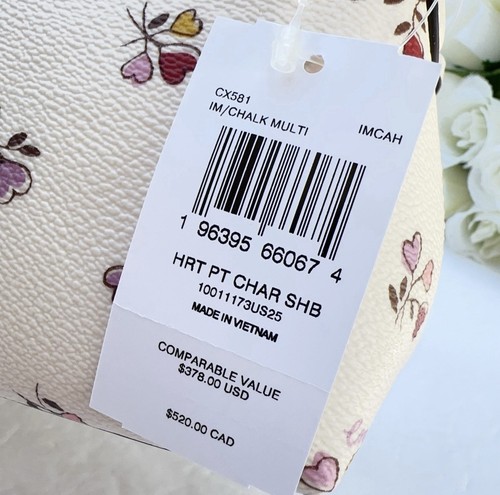 CX581
IM/CHALK MULTI IMCAH
1 96395 66067 4
HRT PT CHAR SHB
10011173US25
MADE IN VIETNAM
COMPARABLE VALUE
$378.00 USD
$520.00 CAD